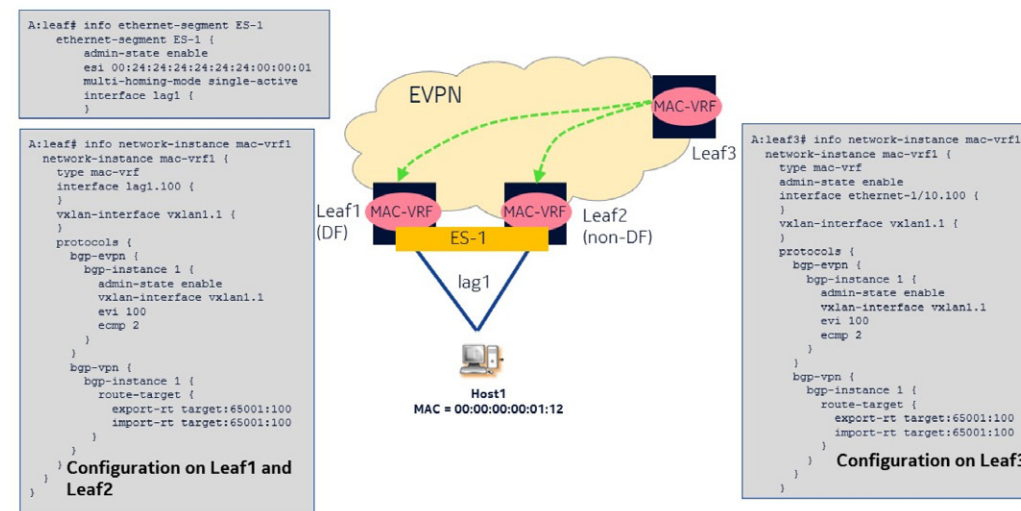 A:leaf# info ethernet-segment ES-1
ethernet-segment ES-1 {
admin-state enable
esi 00:24:24:24:24:24:24:00:00:01
multi-homing-mode single-active
interface lag1 {
}
A:leaf# info network-instance mac-vrf1
network-instance mac-vrf1 {
type mac-vrf
interface lag1.100 {
}
vxlan-interface vxlan1.1 {
}
protocols {
bgp-evpn {
bgp-instance 1 {
admin-state enable
vxlan-interface vxlan1.1
evi 100
ecmp 2
}
}
bgp-vpn {
bgp-instance 1 {
route-target {
export-rt target:65001:100
import-rt target:65001:100
}
}
}
}
}
Configuration on Leaf1 and
Leaf2
EVPN
MAC-VRF
Leaf3
Leaf1
(DF)
MAC-VRF
MAC-VRF
Leaf2
(non-DF)
ES-1
lag1
Host1
MAC = 00:00:00:00:01:12
A:leaf3# info network-instance mac-vrf1
network-instance mac-vrf1 {
type mac-vrf
admin-state enable
interface ethernet-1/10.100 {
}
vxlan-interface vxlan1.1 {
}
protocols {
bgp-evpn {
bgp-instance 1 {
admin-state enable
vxlan-interface vxlan1.1
evi 100
ecmp 2
}
}
bgp-vpn {
bgp-instance 1 {
route-target {
export-rt target:65001:100
import-rt target:65001:100
}
}
}
}
Configuration on Leaf3